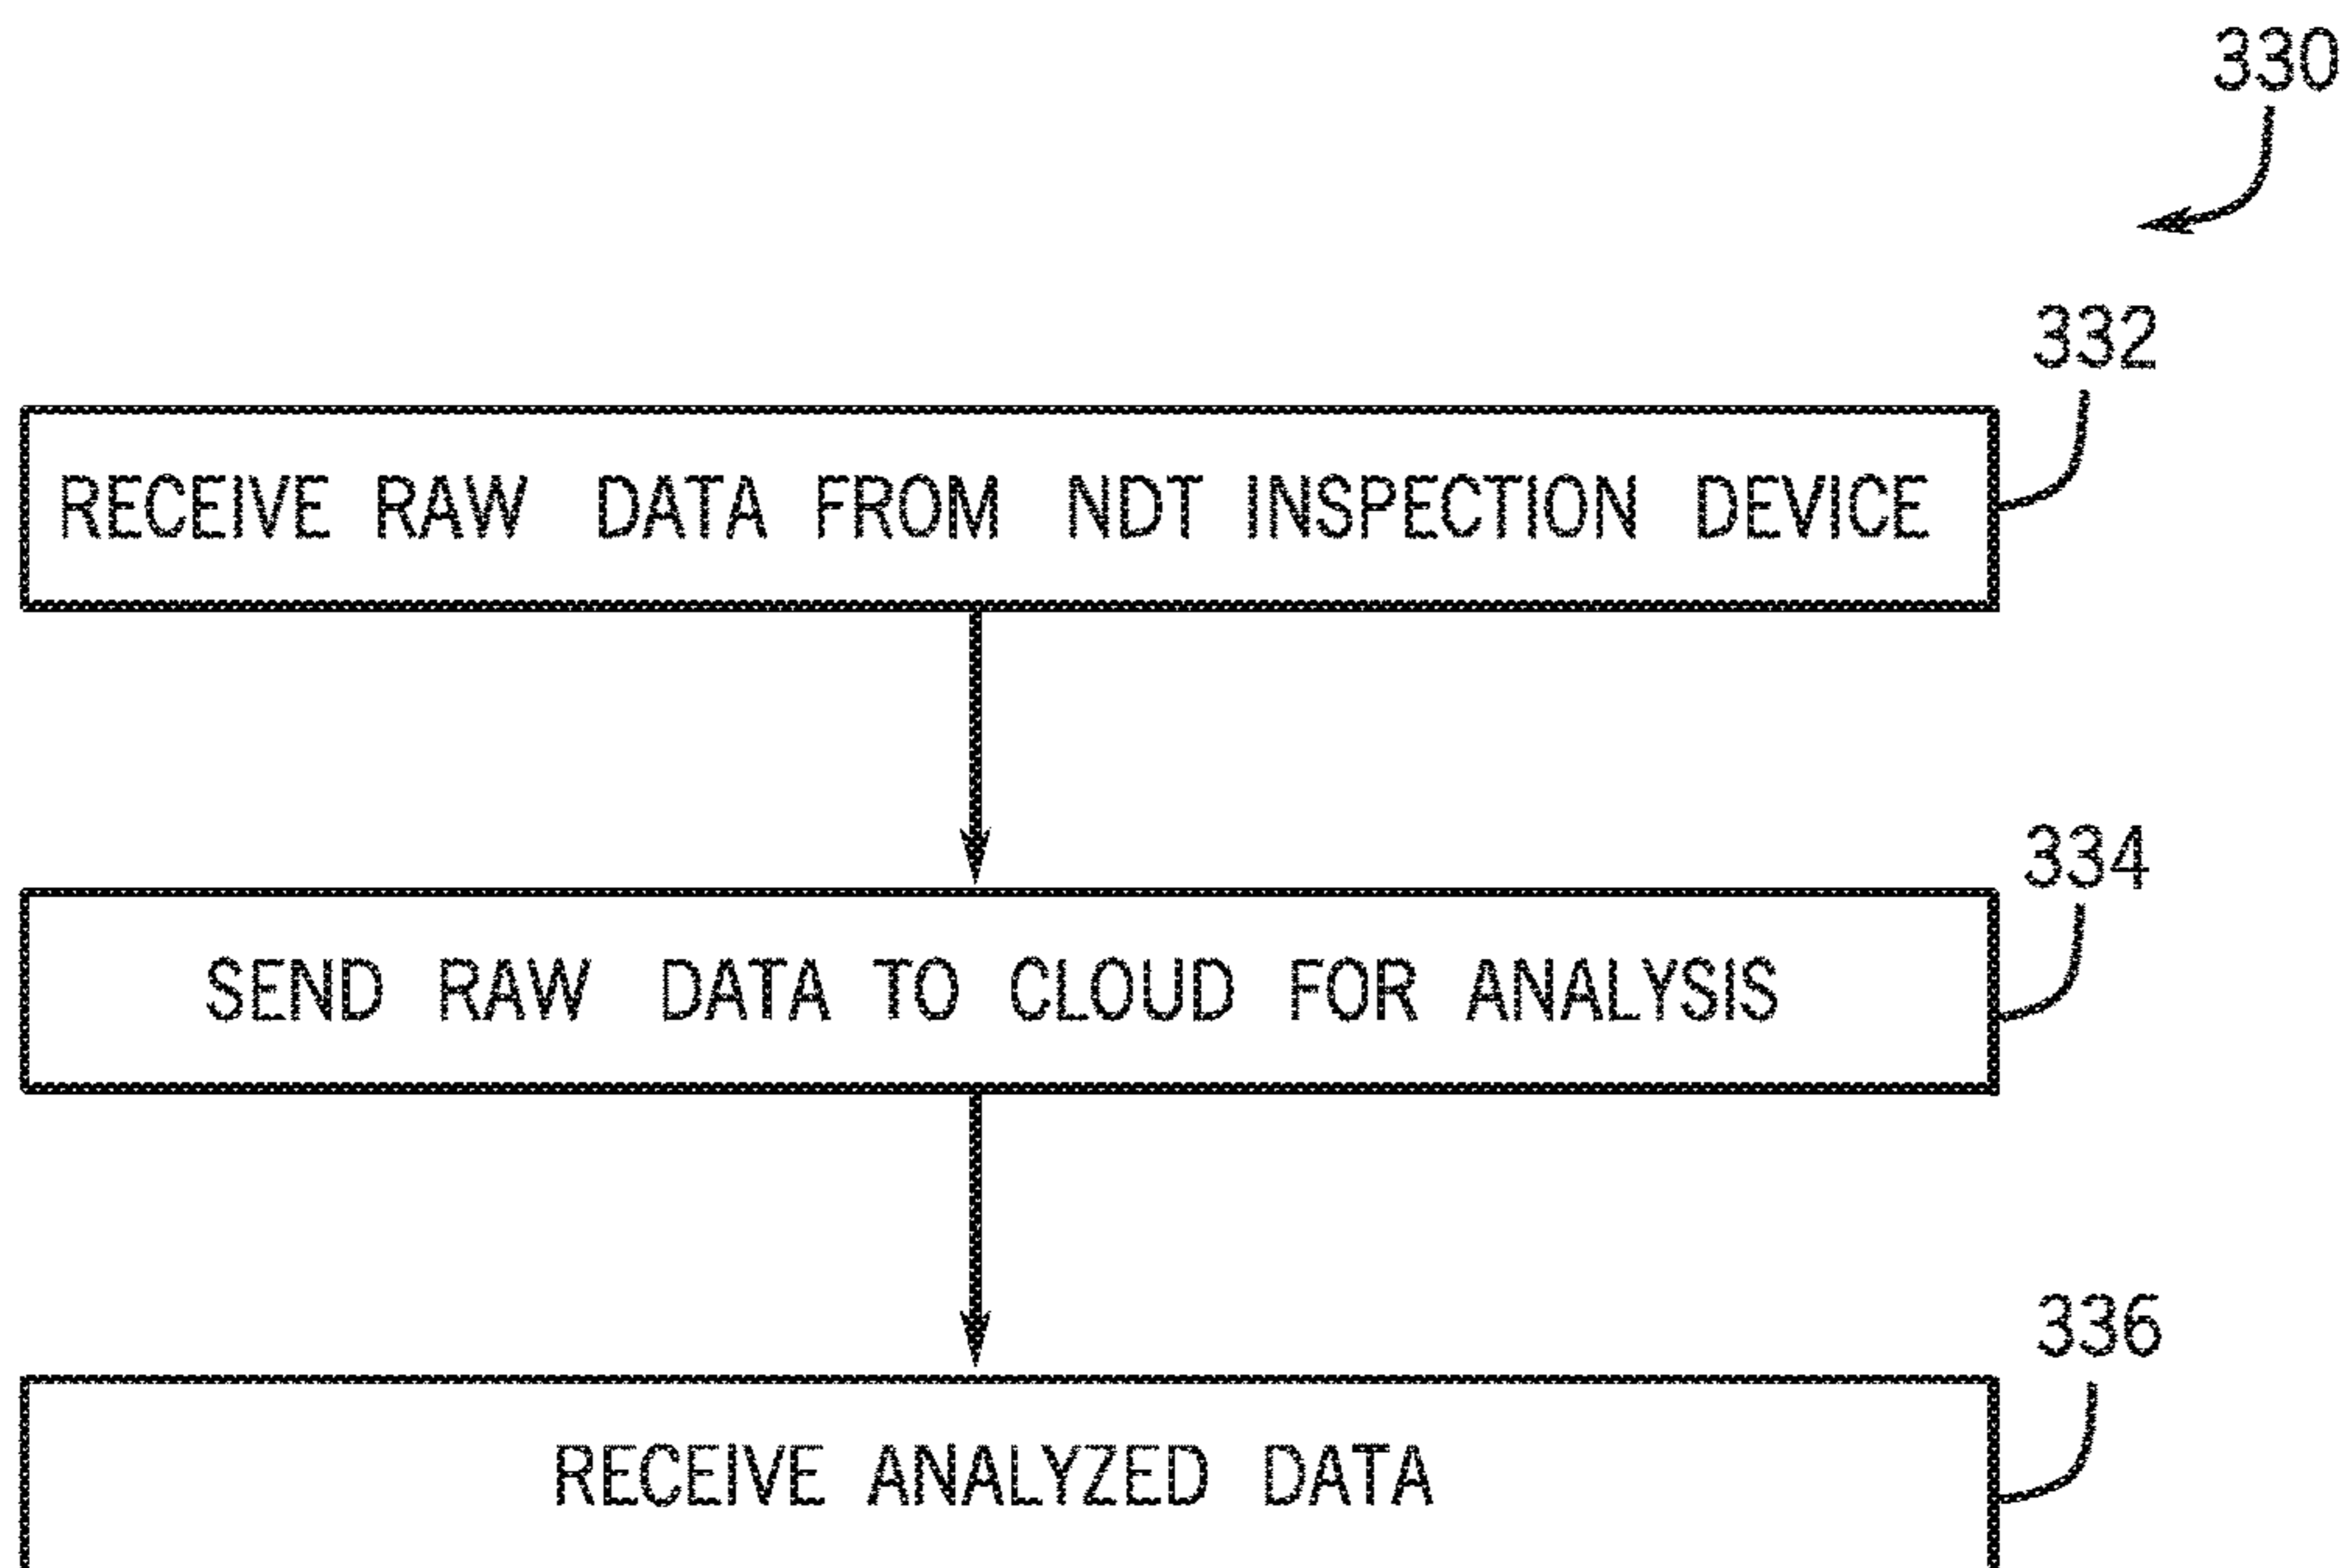 330
332
RECEIVE RAW DATA FROM NDT INSPECTION DEVICE
334
SEND RAW DATA TO CLOUD FOR ANALYSIS
336
RECEIVE ANALYZED DATA